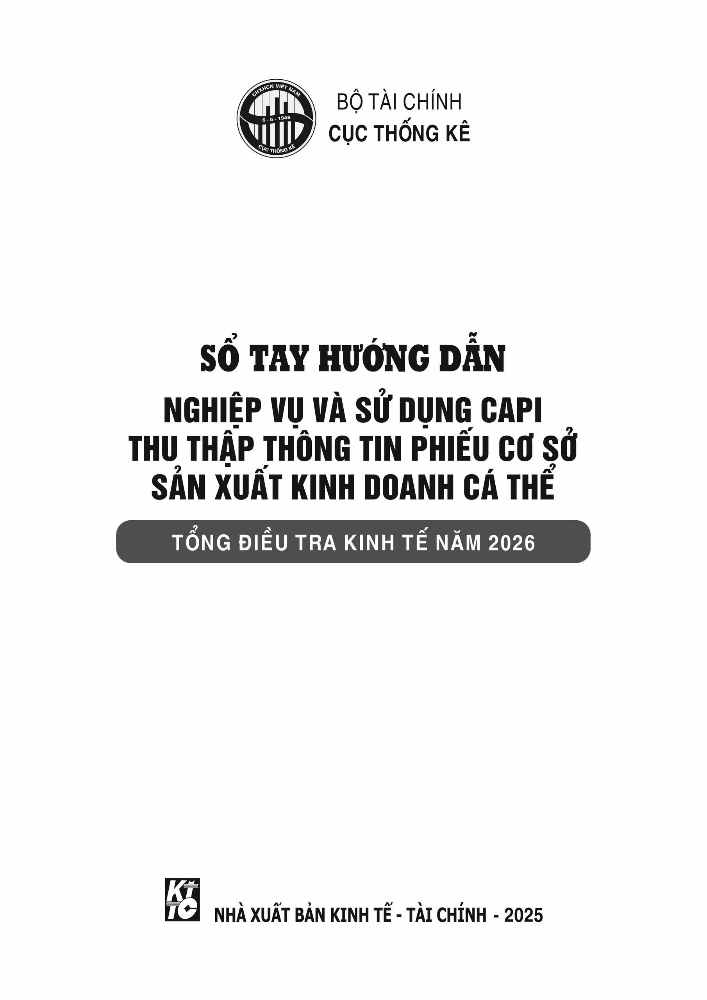 CHXHCN VIỆT NAM
6 - 5 - 1946
CỤC THỐNG KÊ
BỘ TÀI CHÍNH
CỤC THỐNG KÊ
SỔ TAY HƯỚNG DẪN
NGHIỆP VỤ VÀ SỬ DỤNG CAPI
THU THẬP THÔNG TIN PHIẾU CƠ SỞ
SẢN XUẤT KINH DOANH CÁ THỂ
TỔNG ĐIỀU TRA KINH TẾ NĂM 2026
NHÀ XUẤT BẢN KINH TẾ - TÀI CHÍNH - 2025